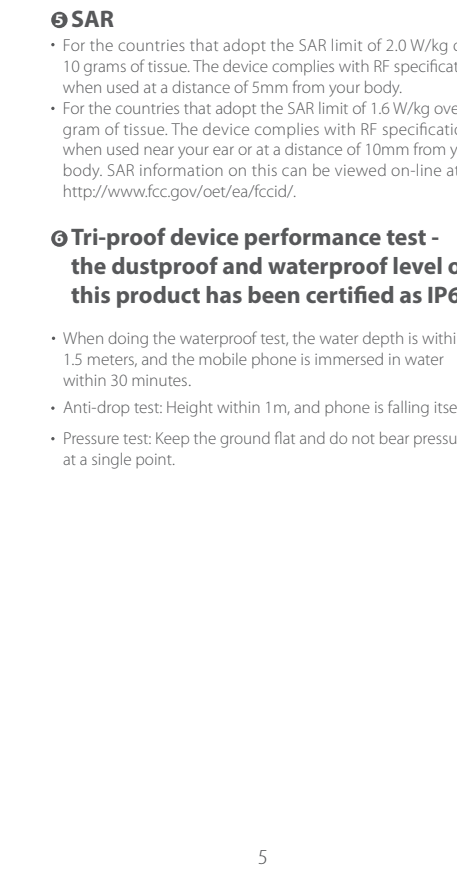 ❺ SAR
• For the countries that adopt the SAR limit of 2.0 W/kg
10 grams of tissue. The device complies with RF
when used at a distance of 5mm from your body.
• For the countries that adopt the SAR limit of 1.6 W/kg
gram of tissue. The device complies with RF
when used near your ear or at a distance of 10mm from
body. SAR information on this can be viewed on-line at
http://www.fcc.gov/oet/ea/fccid/.
❻ Tri-proof device performance test -
the dustproof and waterproof level
this product has been certified as
• When doing the waterproof test, the water depth is
1.5 meters, and the mobile phone is immersed in water
within 30 minutes.
• Anti-drop test: Height within 1m, and phone is falling
• Pressure test: Keep the ground flat and do not bear
at a single point.
5